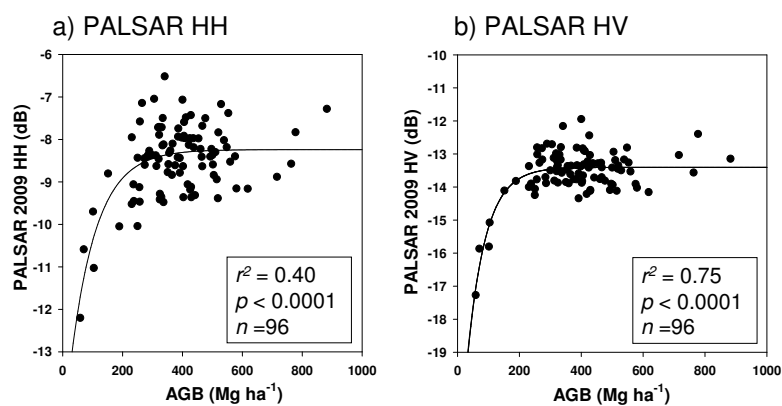 a) PALSAR HH
-6
-7
-8
-9
-10
-11
-12
-13
PALSAR 2009 HH (dB)
r² = 0.40
p < 0.0001
n =96
0 200 400 600 800 1000
AGB (Mg ha⁻¹)
b) PALSAR HV
-10
-11
-12
-13
-14
-15
-16
-17
-18
-19
PALSAR 2009 HV (dB)
r² = 0.75
p < 0.0001
n =96
0 200 400 600 800 1000
AGB (Mg ha⁻¹)